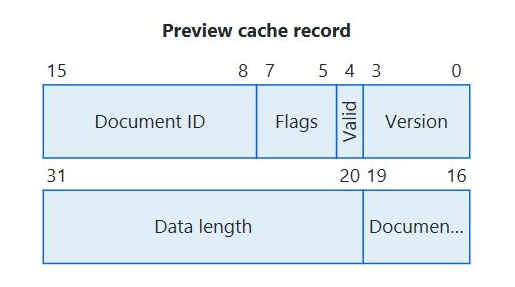 Preview cache record
15 8 7 5 4 3 0
Document ID Flags Valid Version
31 20 19 16
Data length Documen...